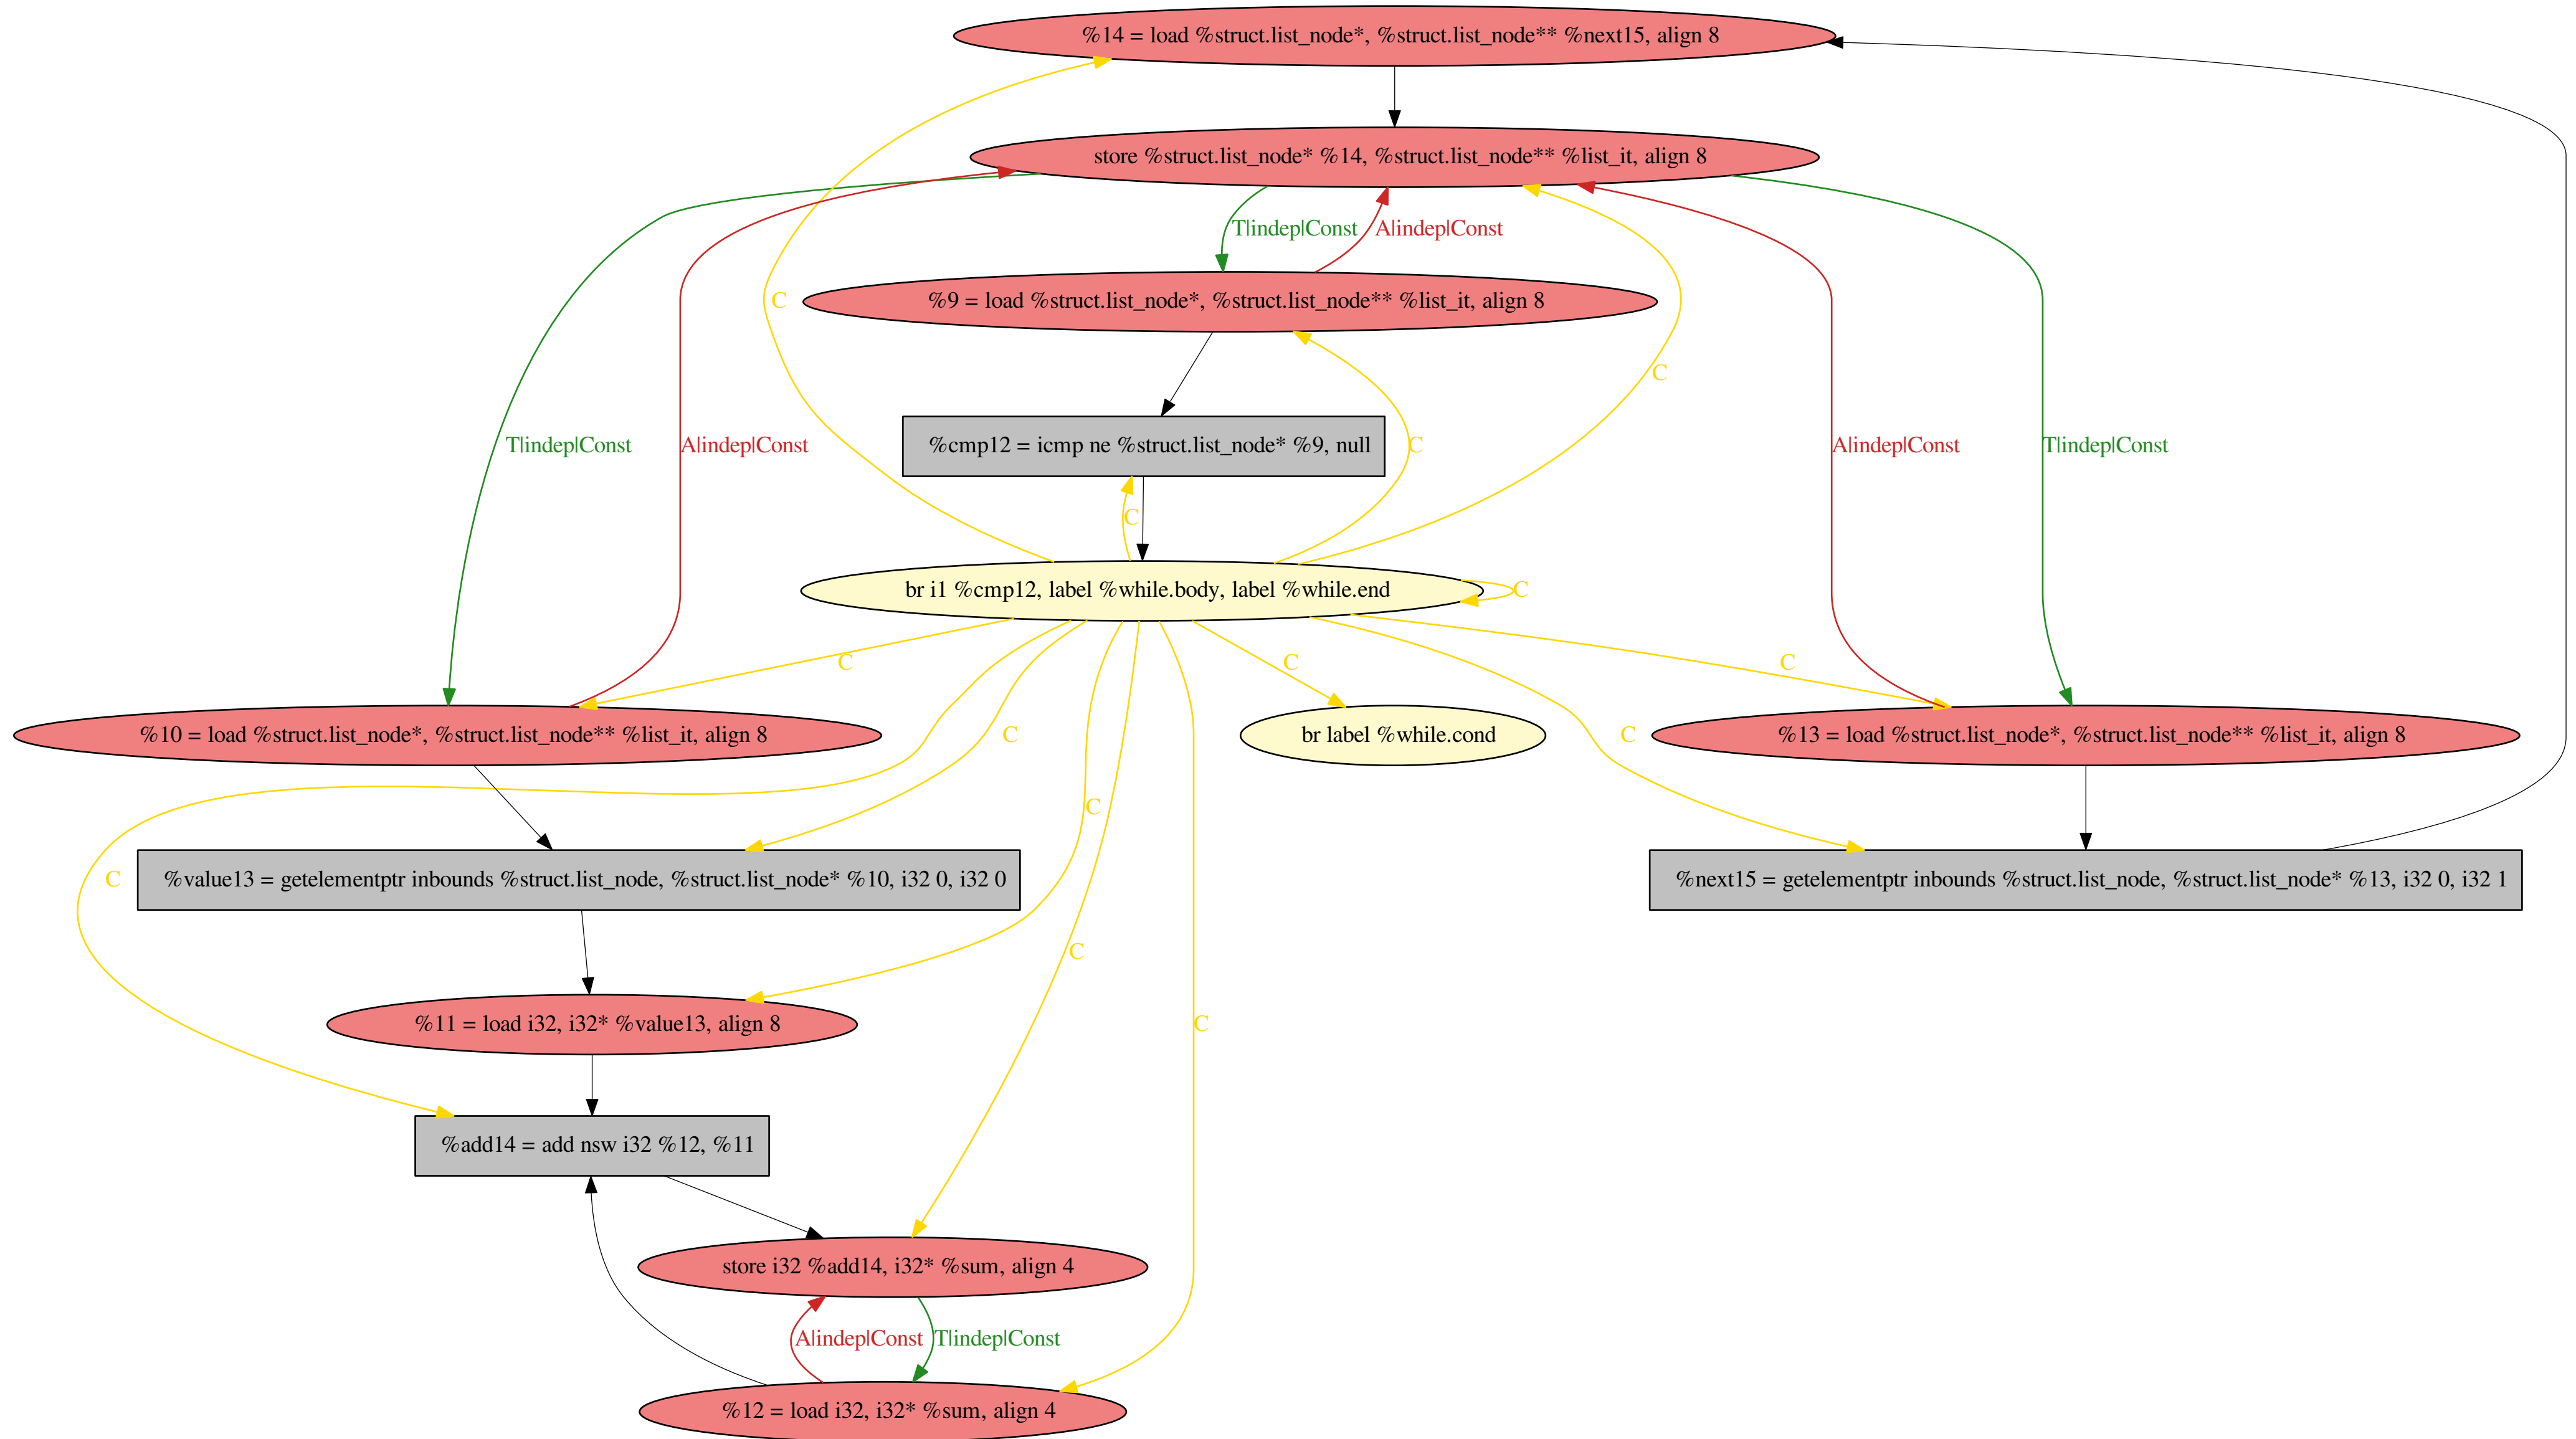 %14 = load %struct.list_node*, %struct.list_node** %next15, align 8
store %struct.list_node* %14, %struct.list_node** %list_it, align 8
T|indep|Const
A|indep|Const
C
%9 = load %struct.list_node*, %struct.list_node** %list_it, align 8
C
T|indep|Const
A|indep|Const
%cmp12 = icmp ne %struct.list_node* %9, null
C
A|indep|Const
T|indep|Const
C
br i1 %cmp12, label %while.body, label %while.end
C
C
C
C
%10 = load %struct.list_node*, %struct.list_node** %list_it, align 8
C
br label %while.cond
C
%13 = load %struct.list_node*, %struct.list_node** %list_it, align 8
C
C
%value13 = getelementptr inbounds %struct.list_node, %struct.list_node* %10, i32 0, i32 0
%next15 = getelementptr inbounds %struct.list_node, %struct.list_node* %13, i32 0, i32 1
C
%11 = load i32, i32* %value13, align 8
C
%add14 = add nsw i32 %12, %11
store i32 %add14, i32* %sum, align 4
A|indep|Const
T|indep|Const
%12 = load i32, i32* %sum, align 4